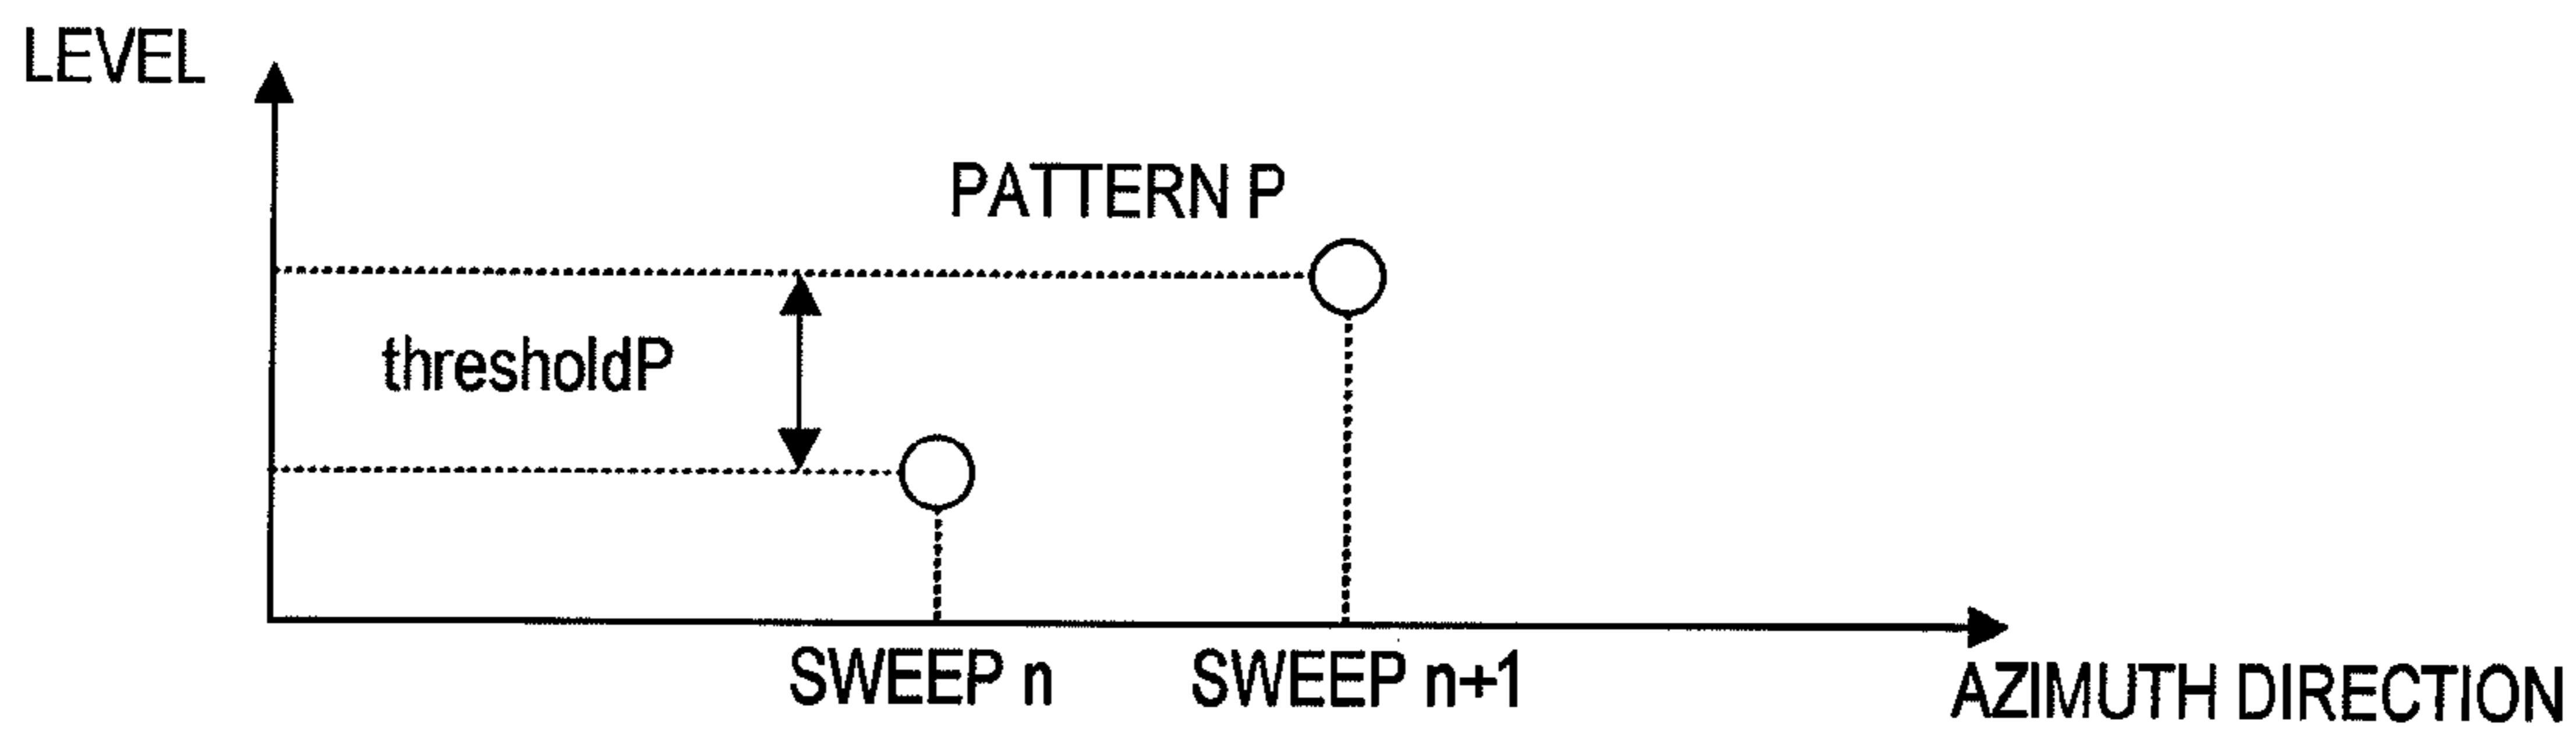 LEVEL
PATTERN P
thresholdP
SWEEP n
SWEEP n+1
AZIMUTH DIRECTION